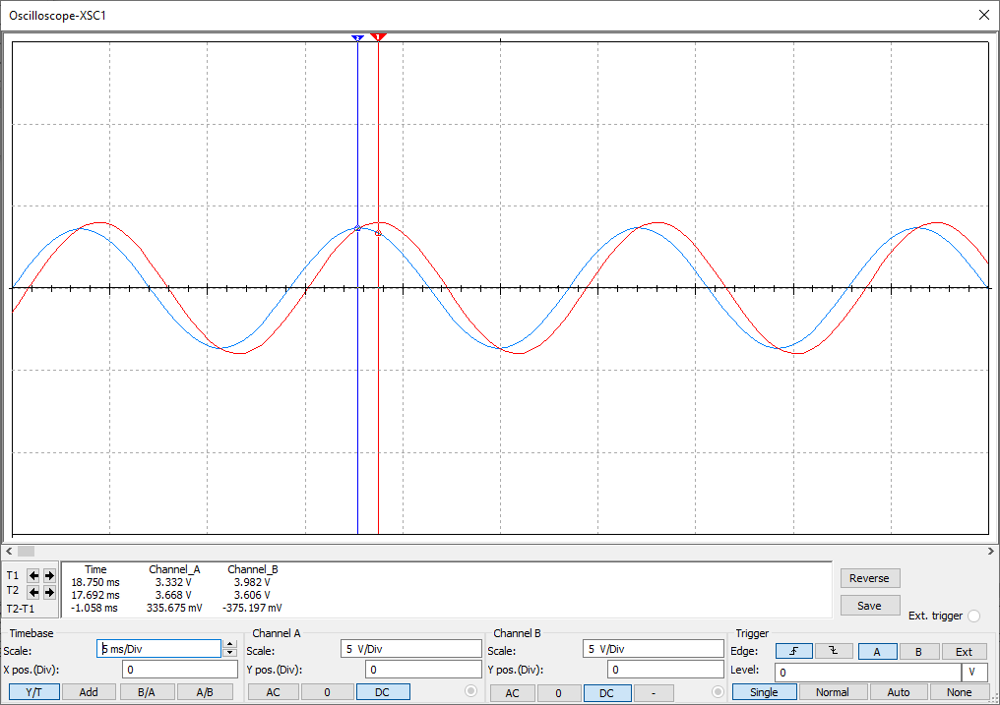 Oscilloscope-XSC1
2 1
Time Channel_A Channel_B
T1 18.750 ms 3.332 V 3.982 V
T2 17.692 ms 3.668 V 3.606 V
T2-T1 -1.058 ms 335.675 mV -375.197 mV
Reverse
Save
Ext. trigger
Timebase
Scale: 5 ms/Div
X pos.(Div): 0
Y/T Add B/A A/B
Channel A
Scale: 5 V/Div
Y pos.(Div): 0
AC 0 DC
Channel B
Scale: 5 V/Div
Y pos.(Div): 0
AC 0 DC -
Trigger
Edge: A B Ext
Level: 0 V
Single Normal Auto None